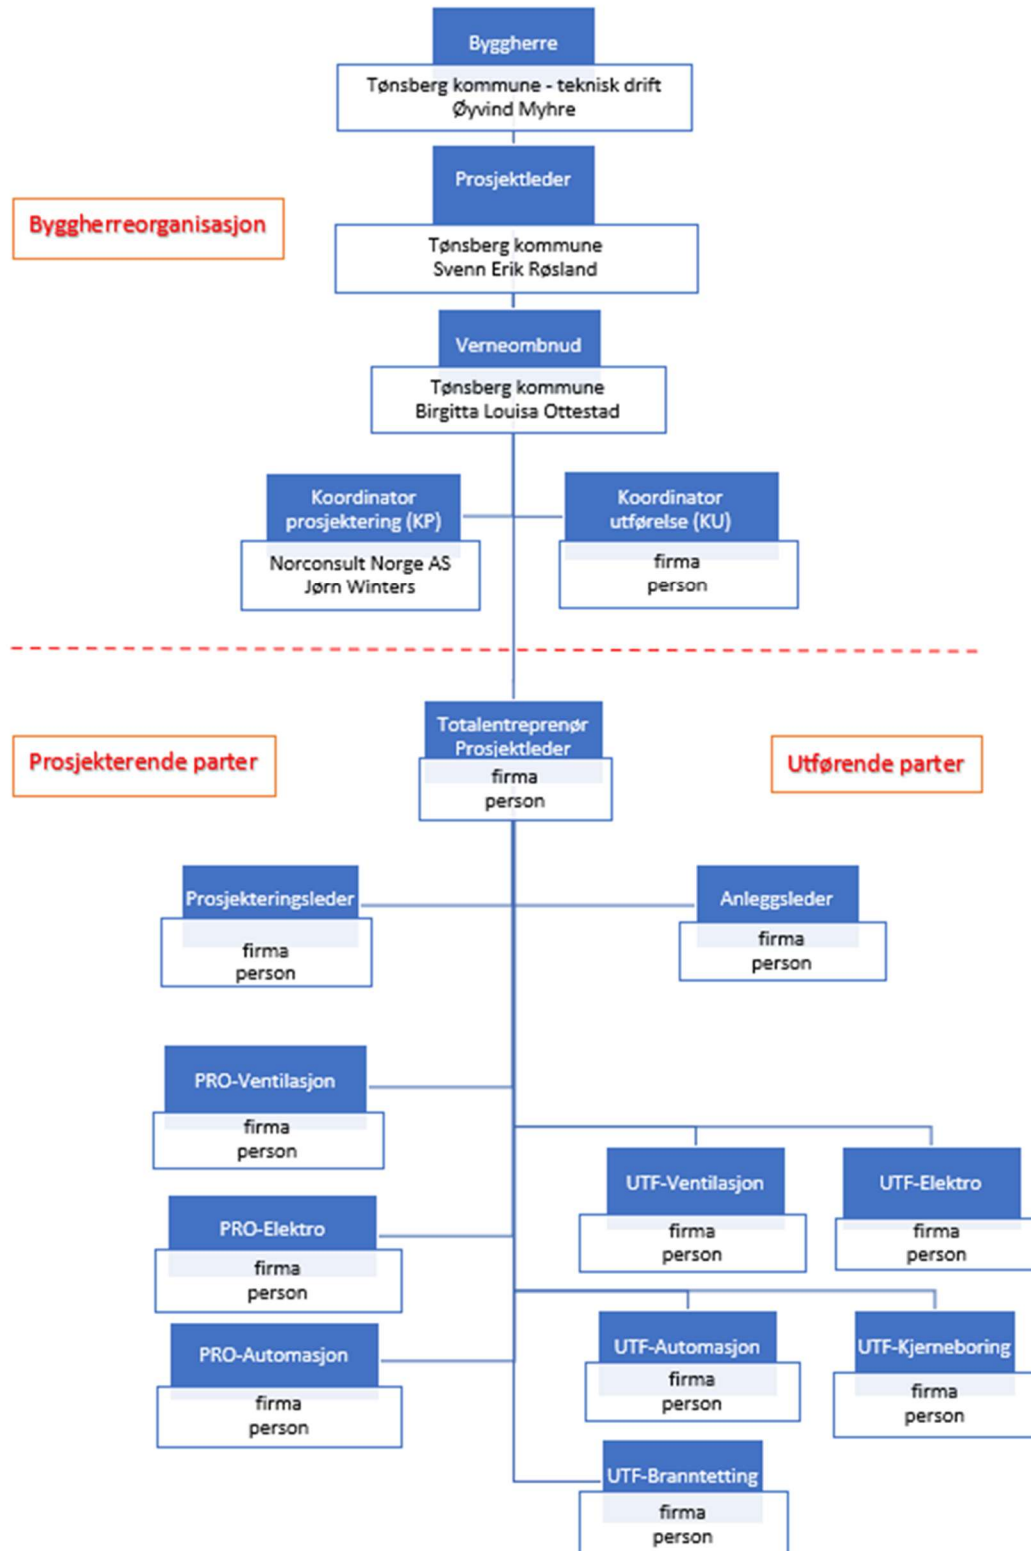 Byggherre
Tønsberg kommune - teknisk drift
Øyvind Myhre
Prosjektleder
Byggherreorganisasjon
Tønsberg kommune
Svenn Erik Røsland
Verneombnud
Tønsberg kommune
Birgitta Louisa Ottestad
Koordinator
prosjektering (KP)
Norconsult Norge AS
Jørn Winters
Koordinator
utførelse (KU)
firma
person
Totalentreprenør
Prosjektleder
firma
person
Prosjekterende parter
Utførende parter
Prosjekteringsleder
firma
person
Anleggsleder
firma
person
PRO-Ventilasjon
firma
person
UTF-Ventilasjon
firma
person
UTF-Elektro
firma
person
PRO-Elektro
firma
person
PRO-Automasjon
firma
person
UTF-Automasjon
firma
person
UTF-Kjerneboring
firma
person
UTF-Branntetting
firma
person